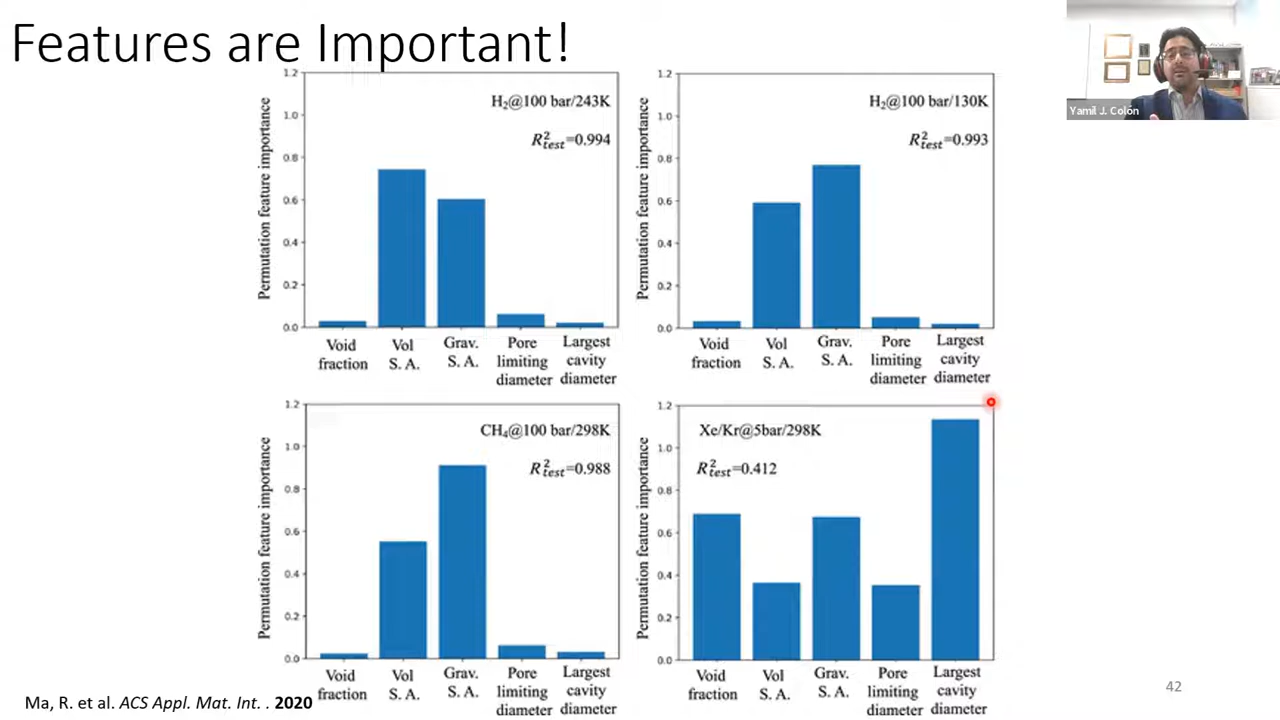 Features are Important!
Yamil J. Colón
1.2
1.0
0.8
0.6
0.4
0.2
0.0
Permutation feature importance
H₂@100 bar/243K
R²test=0.994
Void fraction
Vol S. A.
Grav. S. A.
Pore limiting diameter
Largest cavity diameter
1.2
1.0
0.8
0.6
0.4
0.2
0.0
Permutation feature importance
H₂@100 bar/130K
R²test=0.993
Void fraction
Vol S. A.
Grav. S. A.
Pore limiting diameter
Largest cavity diameter
1.2
1.0
0.8
0.6
0.4
0.2
0.0
Permutation feature importance
CH₄@100 bar/298K
R²test=0.988
Void fraction
Vol S. A.
Grav. S. A.
Pore limiting diameter
Largest cavity diameter
1.2
1.0
0.8
0.6
0.4
0.2
0.0
Permutation feature importance
Xe/Kr@5bar/298K
R²test=0.412
Void fraction
Vol S. A.
Grav. S. A.
Pore limiting diameter
Largest cavity diameter
Ma, R. et al. ACS Appl. Mat. Int. . 2020
42